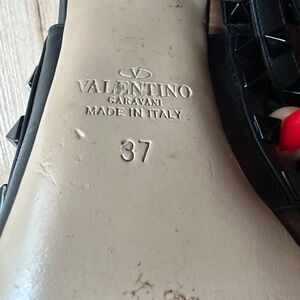 V
VALENTINO
GARAVANI
MADE IN ITALY
37